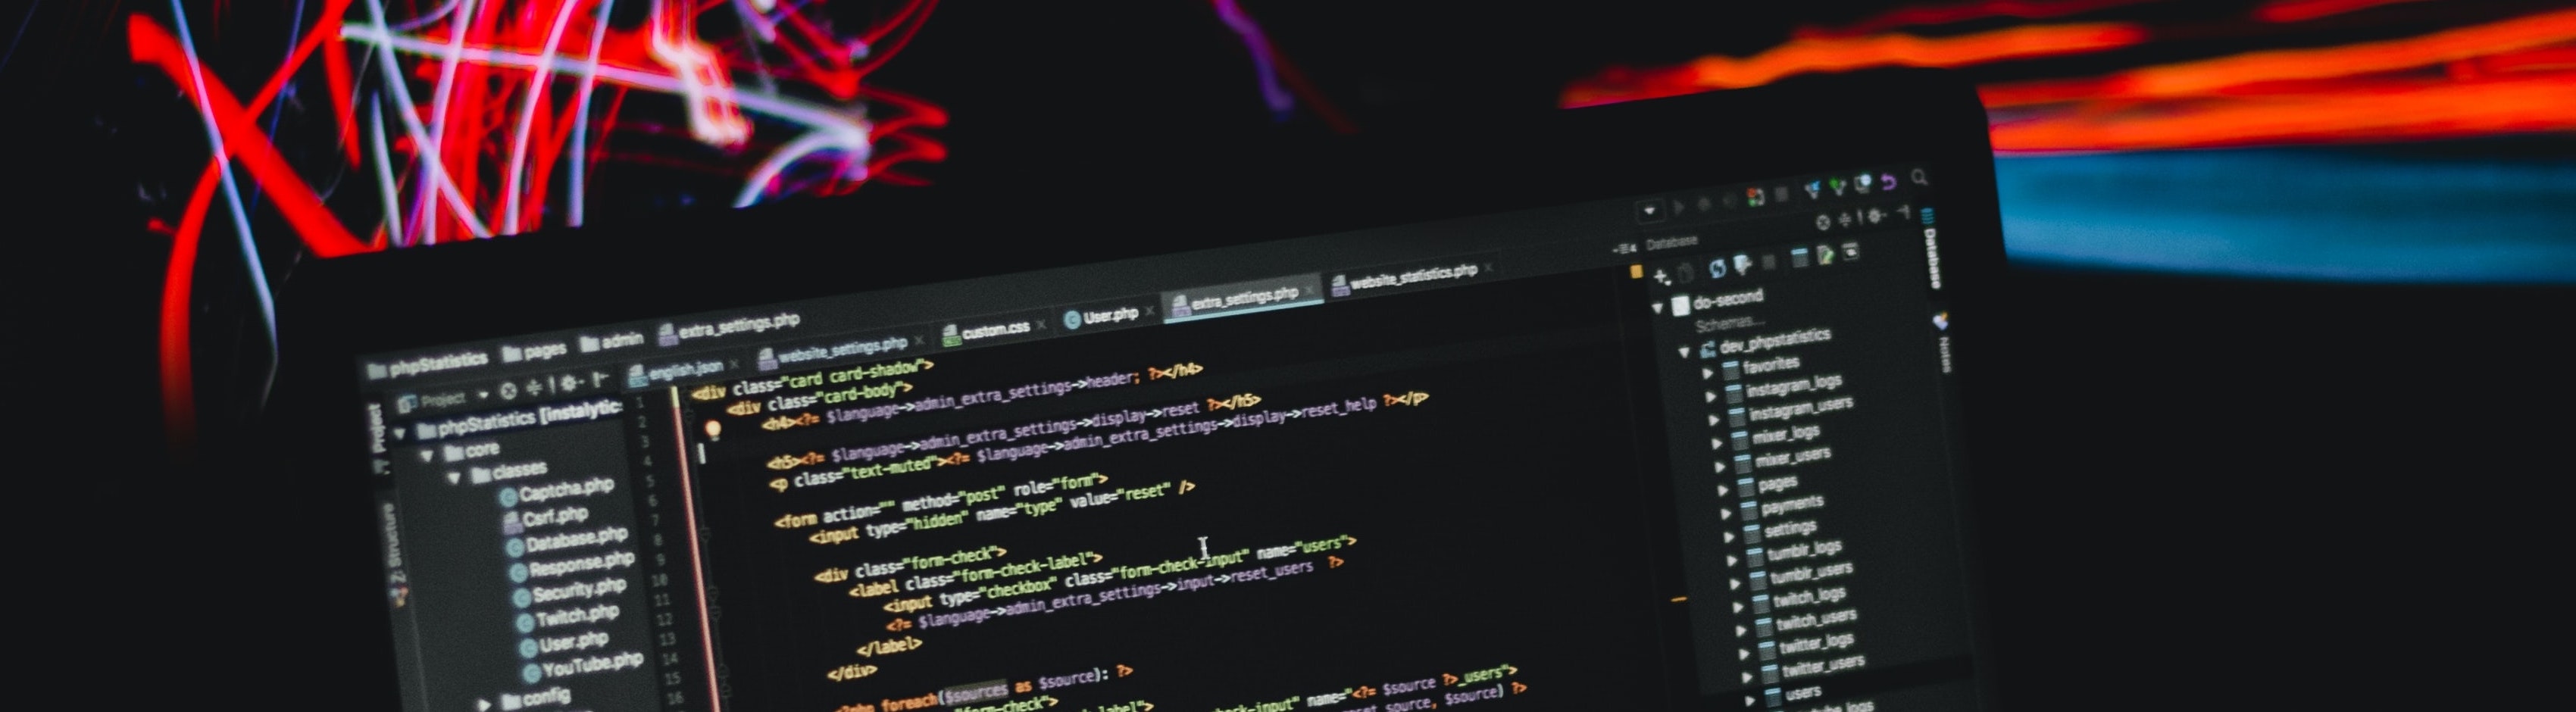 phpStatistics pages admin extra_settings.php
Project
english.json website_settings.php custom.css User.php extra_settings.php website_statistics.php
Project
Structure
phpStatistics [instalytic
core
classes
Captcha.php
Csrf.php
Database.php
Response.php
Security.php
Twitch.php
User.php
YouTube.php
config
1
2
3
4
5
6
7
8
9
10
11
12
13
14
15
16
<div class="card card-shadow">
<div class="card-body">
<h4><?= $language->admin_extra_settings->header; ?></h4>
<h5><?= $language->admin_extra_settings->display->reset ?></h5>
<p class="text-muted"><?= $language->admin_extra_settings->display->reset_help ?></p>
<form action="" method="post" role="form">
<input type="hidden" name="type" value="reset" />
<div class="form-check">
<label class="form-check-label">
<input type="checkbox" class="form-check-input" name="users">
<?= $language->admin_extra_settings->input->reset_users ?>
</label>
</div>
foreach($sources as $source): ?>
"form-check">
label">
name="<?= $source ?>_users">
source, $source) ?>
Database
do-second
Schemas...
dev_phpstatistics
favorites
instagram_logs
instagram_users
mixer_logs
mixer_users
pages
payments
settings
tumblr_logs
tumblr_users
twitch_logs
twitch_users
twitter_logs
twitter_users
users
Database
Notes